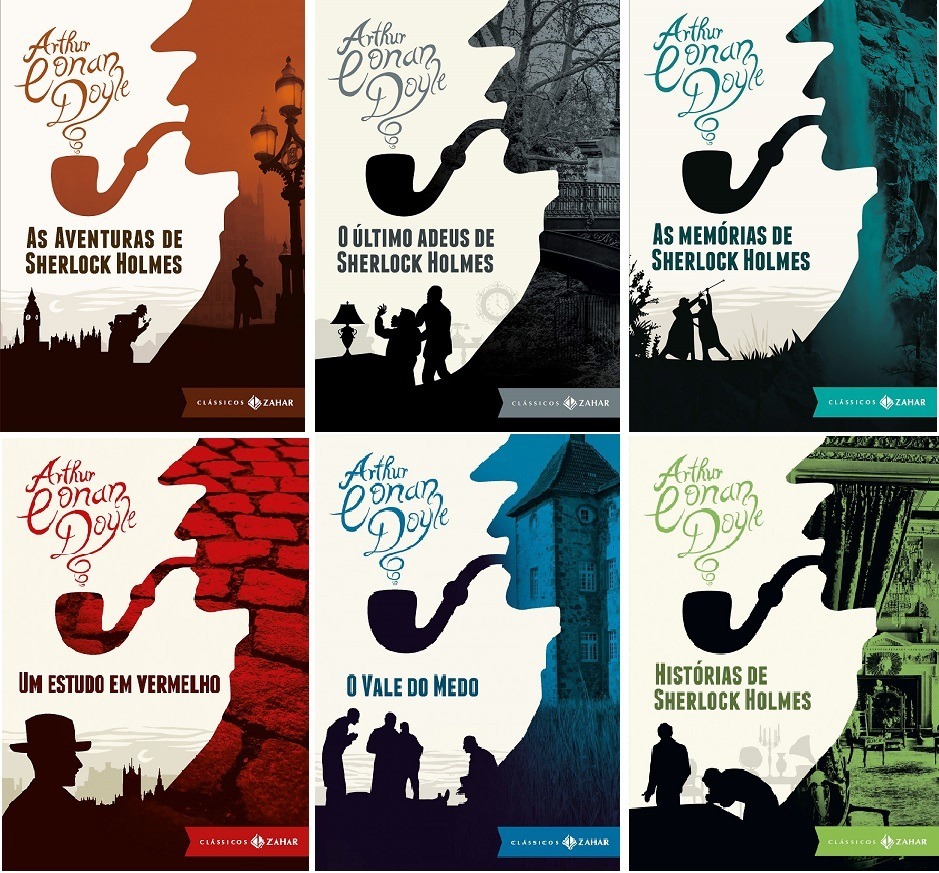 Arthur
Conan
Doyle
AS AVENTURAS DE
SHERLOCK HOLMES
CLÁSSICOS ZAHAR
Arthur
Conan
Doyle
O ÚLTIMO ADEUS DE
SHERLOCK HOLMES
CLÁSSICOS ZAHAR
Arthur
Conan
Doyle
AS MEMÓRIAS DE
SHERLOCK HOLMES
CLÁSSICOS ZAHAR
Arthur
Conan
Doyle
UM ESTUDO EM VERMELHO
CLÁSSICOS ZAHAR
Arthur
Conan
Doyle
O VALE DO MEDO
CLÁSSICOS ZAHAR
Arthur
Conan
Doyle
HISTÓRIAS DE
SHERLOCK HOLMES
CLÁSSICOS ZAHAR